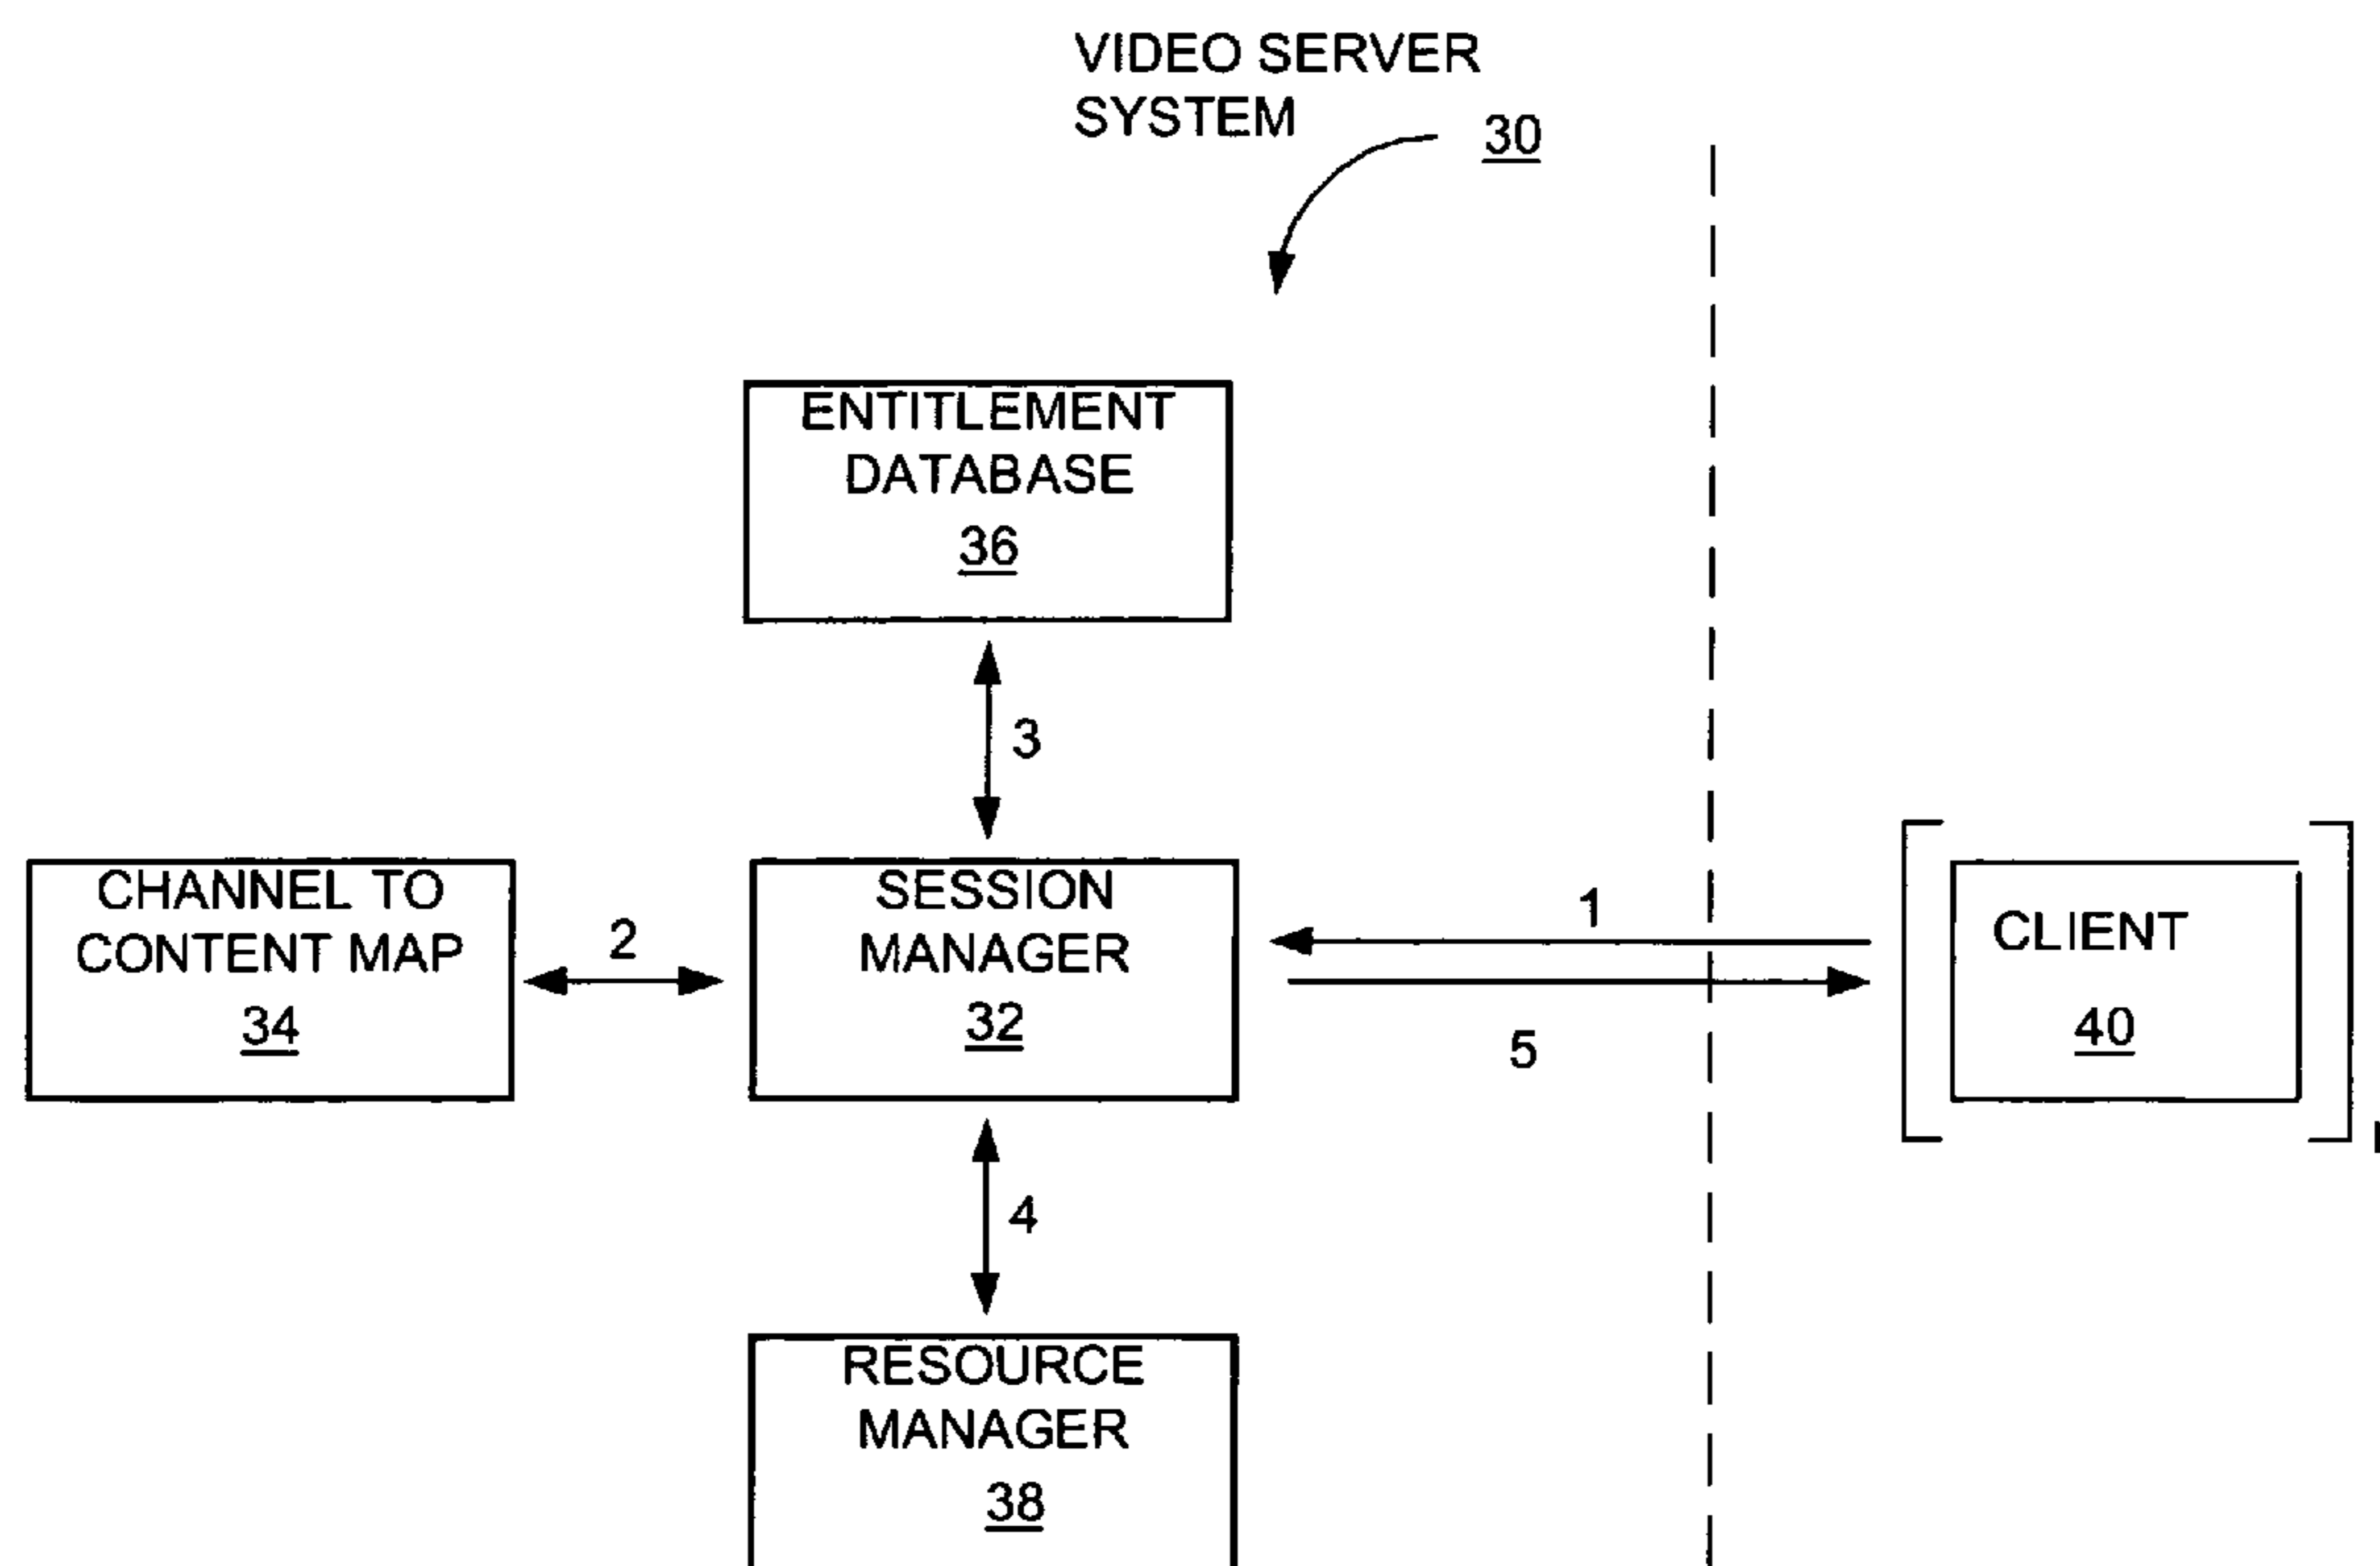 VIDEO SERVER
SYSTEM
30
ENTITLEMENT
DATABASE
36
3
CHANNEL TO
CONTENT MAP
34
2
SESSION
MANAGER
32
1
5
CLIENT
40
4
RESOURCE
MANAGER
38